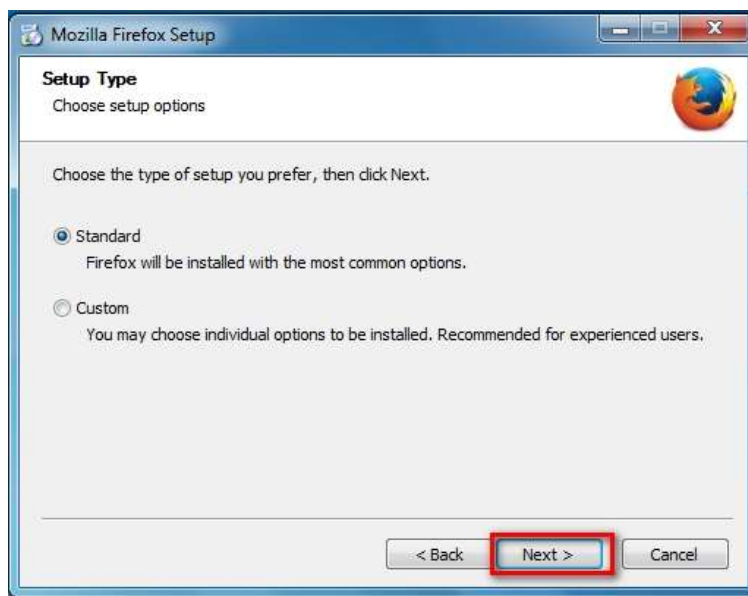 Mozilla Firefox Setup
Setup Type
Choose setup options
Choose the type of setup you prefer, then click Next.
Standard
Firefox will be installed with the most common options.
Custom
You may choose individual options to be installed. Recommended for experienced users.
< Back
Next >
Cancel